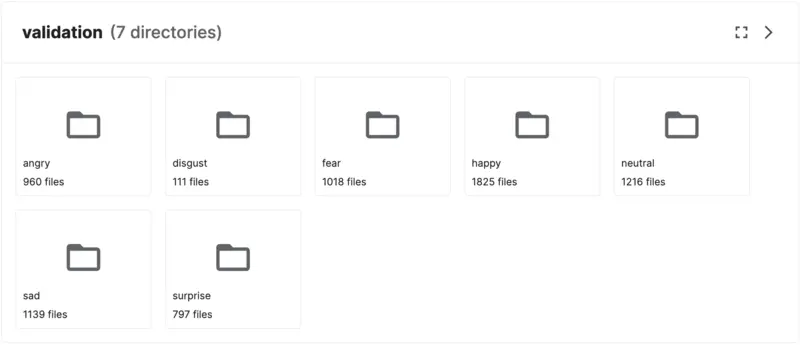 validation (7 directories)
angry
960 files
disgust
111 files
fear
1018 files
happy
1825 files
neutral
1216 files
sad
1139 files
surprise
797 files